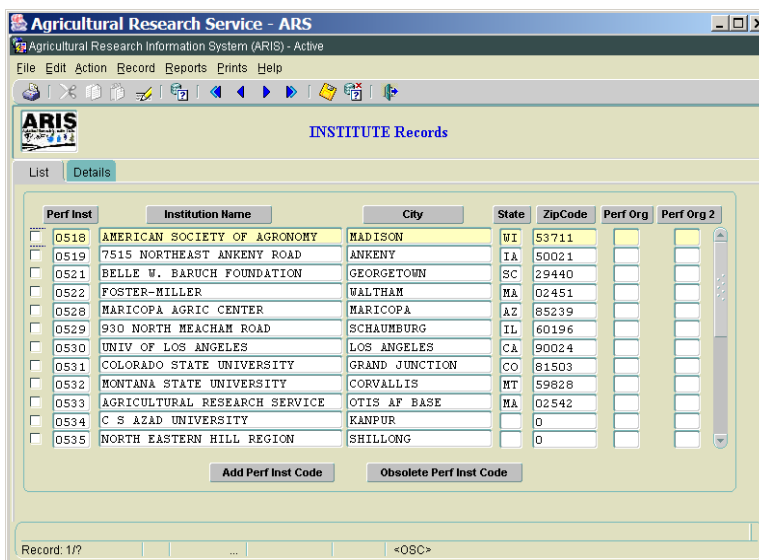 Agricultural Research Service - ARS
Agricultural Research Information System (ARIS) - Active
File Edit Action Record Reports Prints Help
ARIS
INSTITUTE Records
List Details
Perf Inst Institution Name City State ZipCode Perf Org Perf Org 2
0518 AMERICAN SOCIETY OF AGRONOMY MADISON WI 53711
0519 7515 NORTHEAST ANKENY ROAD ANKENY IA 50021
0521 BELLE W. BARUCH FOUNDATION GEORGETOWN SC 29440
0522 FOSTER-MILLER WALTHAM MA 02451
0528 MARICOPA AGRIC CENTER MARICOPA AZ 85239
0529 930 NORTH MEACHAM ROAD SCHAUMBURG IL 60196
0530 UNIV OF LOS ANGELES LOS ANGELES CA 90024
0531 COLORADO STATE UNIVERSITY GRAND JUNCTION CO 81503
0532 MONTANA STATE UNIVERSITY CORVALLIS MT 59828
0533 AGRICULTURAL RESEARCH SERVICE OTIS AF BASE MA 02542
0534 C S AZAD UNIVERSITY KANPUR 0
0535 NORTH EASTERN HILL REGION SHILLONG 0
Add Perf Inst Code Obsolete Perf Inst Code
Record: 1/? ... <OSC>